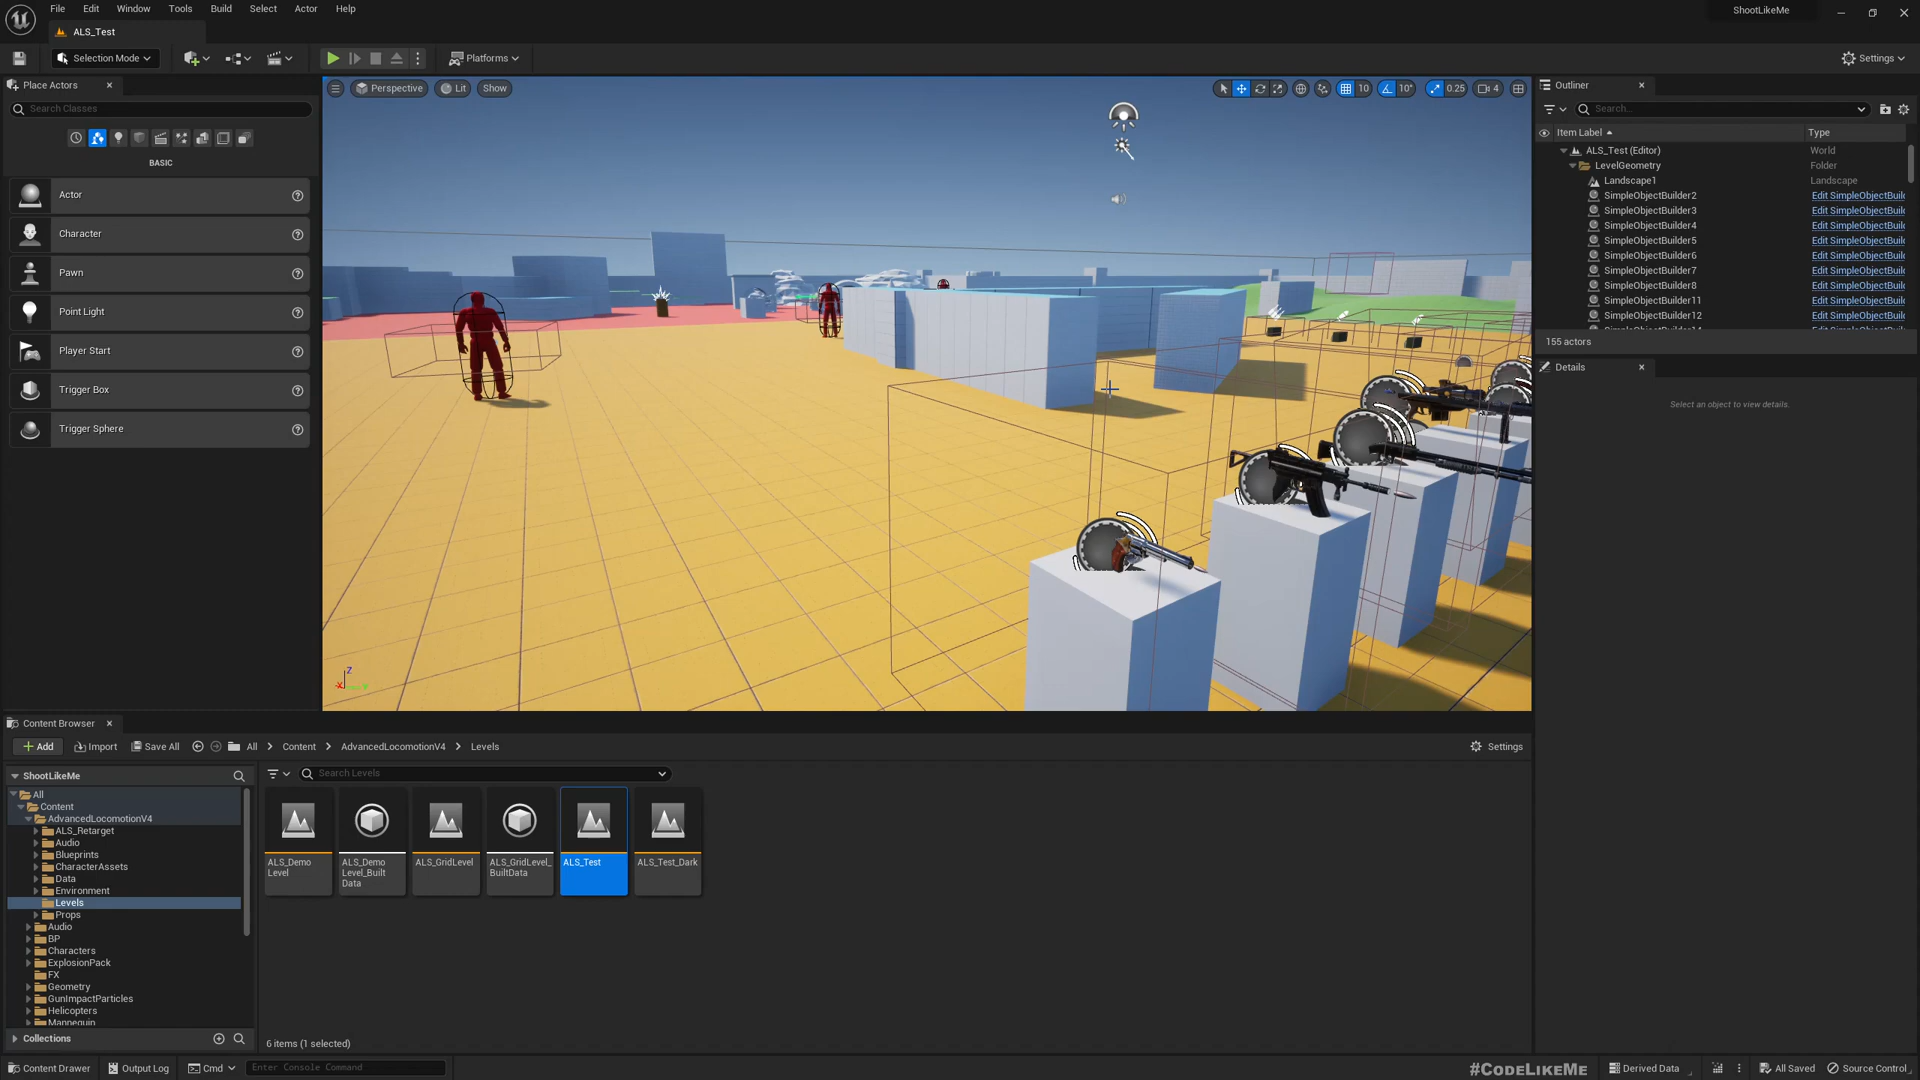 File Edit Window Tools Build Select Actor Help
ShootLikeMe
ALS_Test
Selection Mode
Platforms
Settings
Place Actors
Search Classes
BASIC
Actor
Character
Pawn
Point Light
Player Start
Trigger Box
Trigger Sphere
Perspective Lit Show
10 10° 0.25 4
Z
X
Y
Outliner
Search...
Item Label Type
ALS_Test (Editor) World
LevelGeometry Folder
Landscape1 Landscape
SimpleObjectBuilder2 Edit SimpleObjectBuil
SimpleObjectBuilder3 Edit SimpleObjectBuil
SimpleObjectBuilder4 Edit SimpleObjectBuil
SimpleObjectBuilder5 Edit SimpleObjectBuil
SimpleObjectBuilder6 Edit SimpleObjectBuil
SimpleObjectBuilder7 Edit SimpleObjectBuil
SimpleObjectBuilder8 Edit SimpleObjectBuil
SimpleObjectBuilder11 Edit SimpleObjectBuil
SimpleObjectBuilder12 Edit SimpleObjectBuil
155 actors
Details
Select an object to view details.
Content Browser
Add Import Save All All Content AdvancedLocomotionV4 Levels
Settings
ShootLikeMe
Search Levels
All
Content
AdvancedLocomotionV4
ALS_Retarget
Audio
Blueprints
CharacterAssets
Data
Environment
Levels
Props
Audio
BP
Characters
ExplosionPack
FX
Geometry
GunImpactParticles
Helicopters
Mannequin
Collections
ALS_Demo
Level
ALS_Demo
Level_Built
Data
ALS_GridLevel
ALS_GridLevel_
BuiltData
ALS_Test
ALS_Test_Dark
6 items (1 selected)
Content Drawer Output Log Cmd Enter Console Command
#CODELIKEME
Derived Data All Saved Source Control